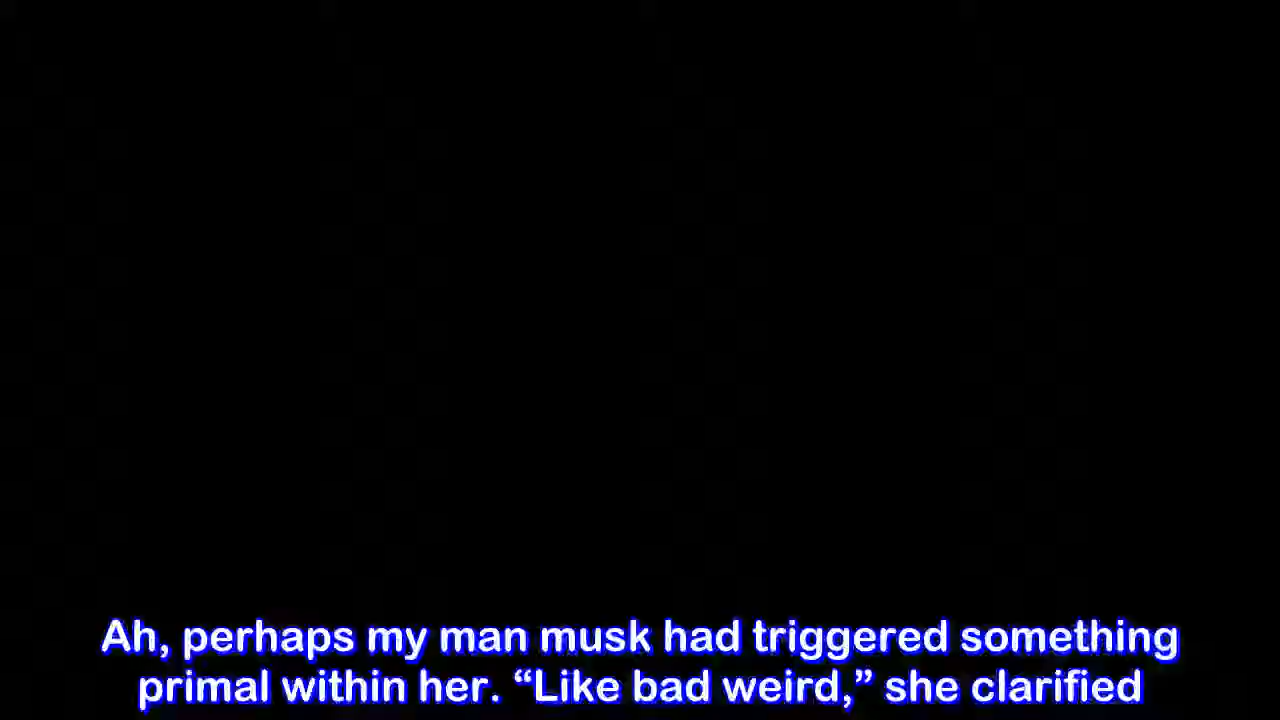 Ah, perhaps my man musk had triggered something
primal within her. “Like bad weird,” she clarified